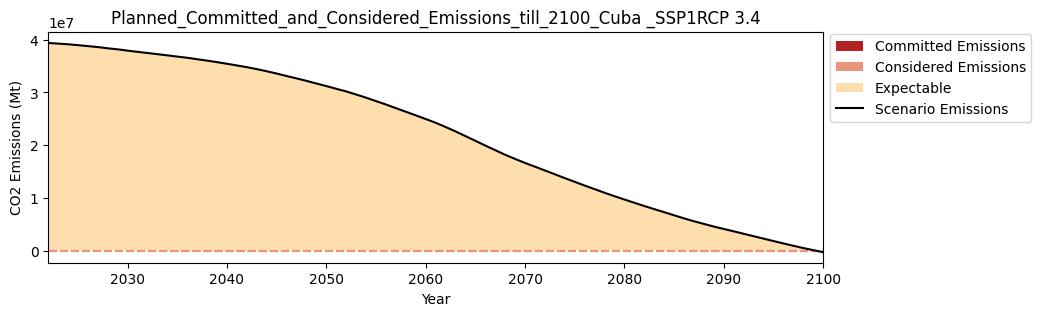 Planned_Committed_and_Considered_Emissions_till_2100_Cuba _SSP1RCP 3.4
1e7
4
3
2
1
0
CO2 Emissions (Mt)
2030 2040 2050 2060 2070 2080 2090 2100
Year
Committed Emissions
Considered Emissions
Expectable
Scenario Emissions